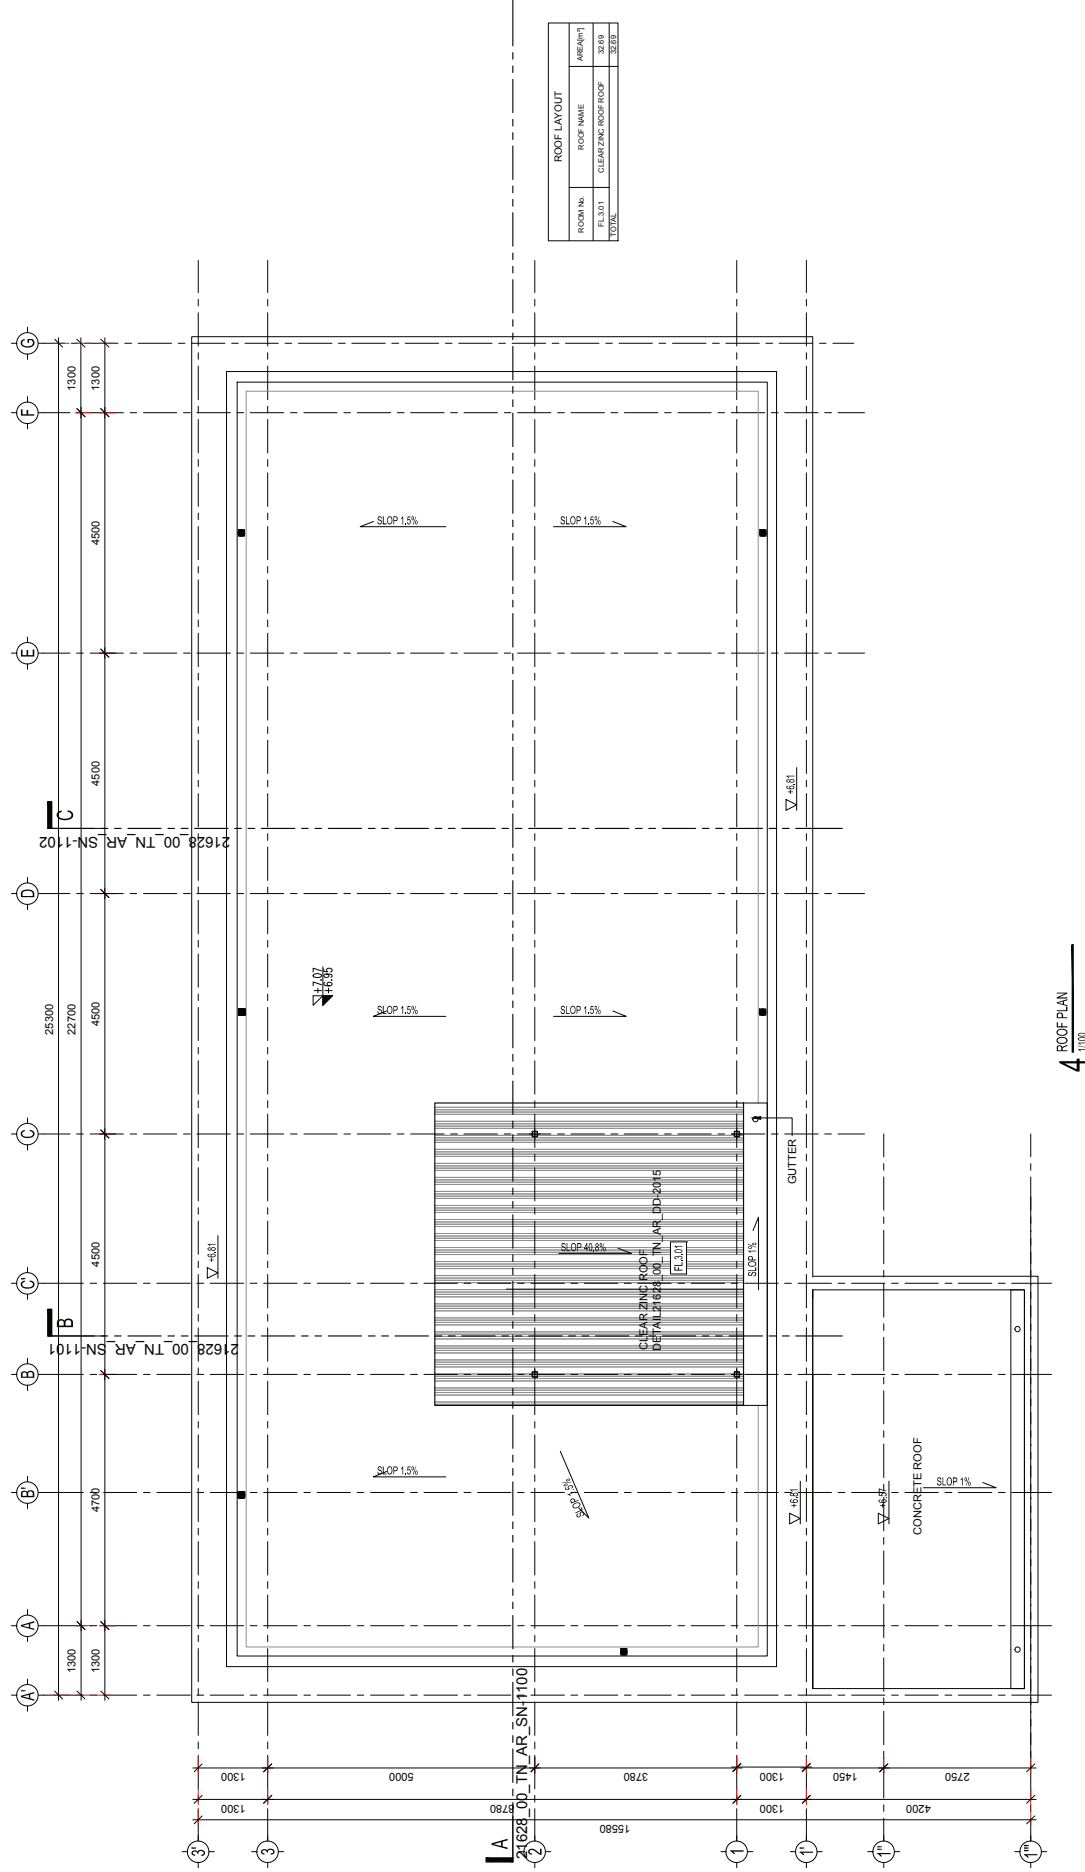 ROOF LAYOUT
ROOM No.
ROOF NAME
AREA[m²]
FL.3.01
CLEAR ZINC ROOF ROOF
32.69
TOTAL
32.69
A'
A
B'
B
C'
C
D
E
F
G
25300
1300
22700
1300
1300
4700
4500
4500
4500
4500
1300
B
21628_00_TN_AR_SN-1101
C
21628_00_TN_AR_SN-1102
+6.81
+7.07
+6.95
SLOP 1.5%
SLOP 1.5%
SLOP 1.5%
SLOP 1.5%
SLOP 1.5%
SLOP 1.5%
SLOP 40,8%
CLEAR ZINC ROOF
DETAIL21628_00_TN_AR_DD-2015
FL.3.01
SLOP 1%
GUTTER
+6.81
+6.81
+6.57
CONCRETE ROOF
SLOP 1%
A
21628_00_TN_AR_SN-1100
1300
5000
3780
1300
1450
2750
1300
8780
1300
4200
15580
3'
3
2
1
1'
1''
1'''
4
ROOF PLAN
1/100